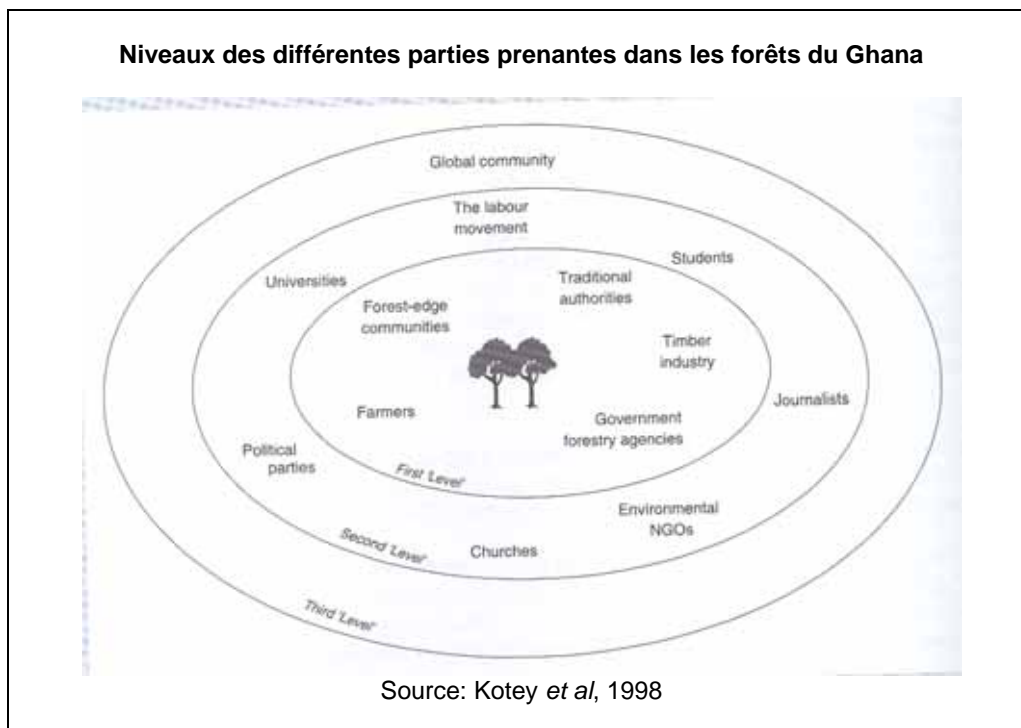 Niveaux des différentes parties prenantes dans les forêts du Ghana
Global community
The labour
movement
Students
Universities
Traditional
authorities
Forest-edge
communities
Timber
industry
Journalists
Farmers
Government
forestry agencies
Political
parties
First 'Level'
Environmental
NGOs
Second 'Level'
Churches
Third 'Level'
Source: Kotey et al, 1998